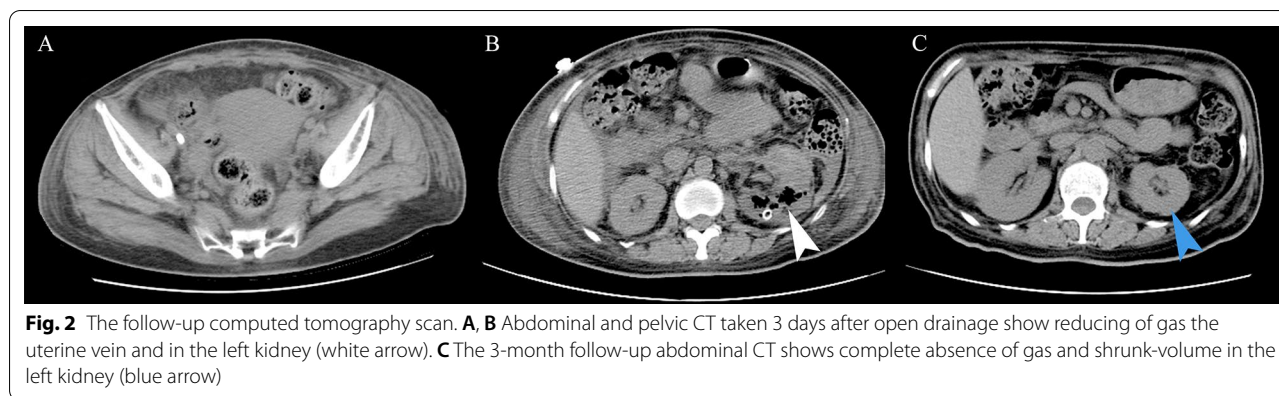 A
B
C
Fig. 2 The follow-up computed tomography scan. A, B Abdominal and pelvic CT taken 3 days after open drainage show reducing of gas the
uterine vein and in the left kidney (white arrow). C The 3-month follow-up abdominal CT shows complete absence of gas and shrunk-volume in the
left kidney (blue arrow)